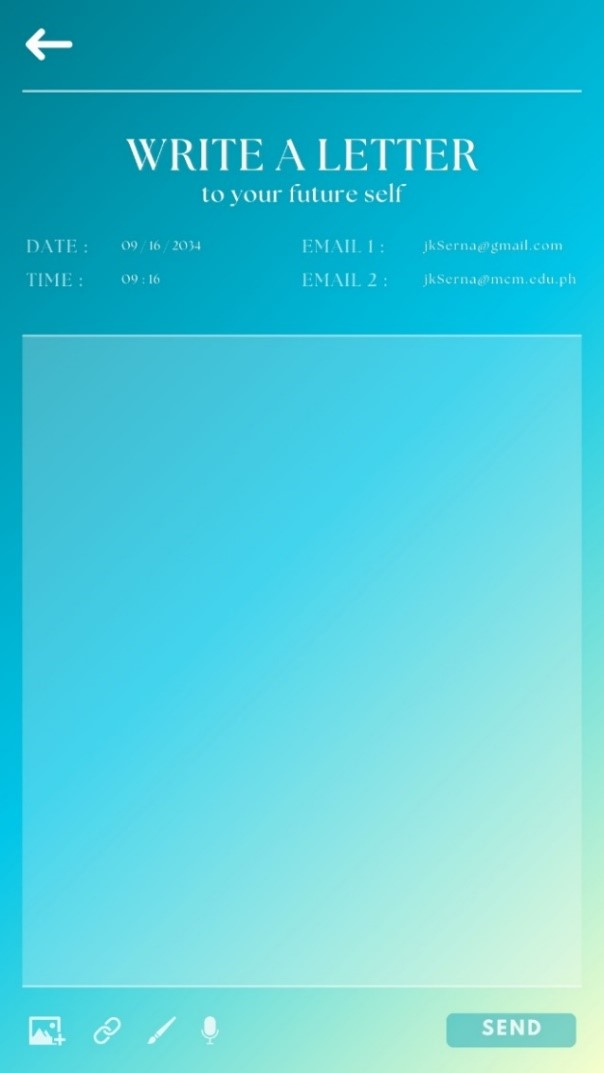 WRITE A LETTER
to your future self
DATE : 09 / 16 / 2034 EMAIL 1 : jkSerna@gmail.com
TIME : 09 : 16 EMAIL 2 : jkSerna@mcm.edu.ph
SEND